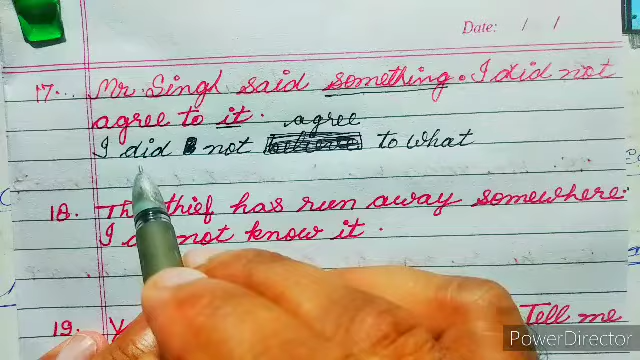 Date: / /
17. Mr. Singh said something. I did not
agree to it.
agree
I did not to what
18. The thief has run away somewhere.
I do not know it.
19. Tell me
PowerDirector